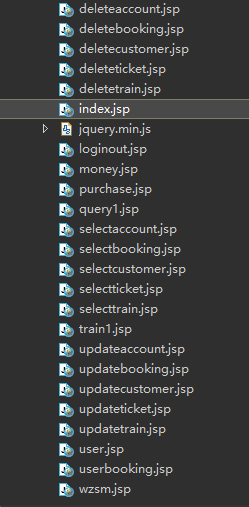 deleteaccount.jsp
deletebooking.jsp
deletecustomer.jsp
deleteticket.jsp
deletetrain.jsp
index.jsp
jquery.min.js
loginout.jsp
money.jsp
purchase.jsp
query1.jsp
selectaccount.jsp
selectbooking.jsp
selectcustomer.jsp
selectticket.jsp
selecttrain.jsp
train1.jsp
updateaccount.jsp
updatebooking.jsp
updatecustomer.jsp
updateticket.jsp
updatetrain.jsp
user.jsp
userbooking.jsp
wzsm.jsp